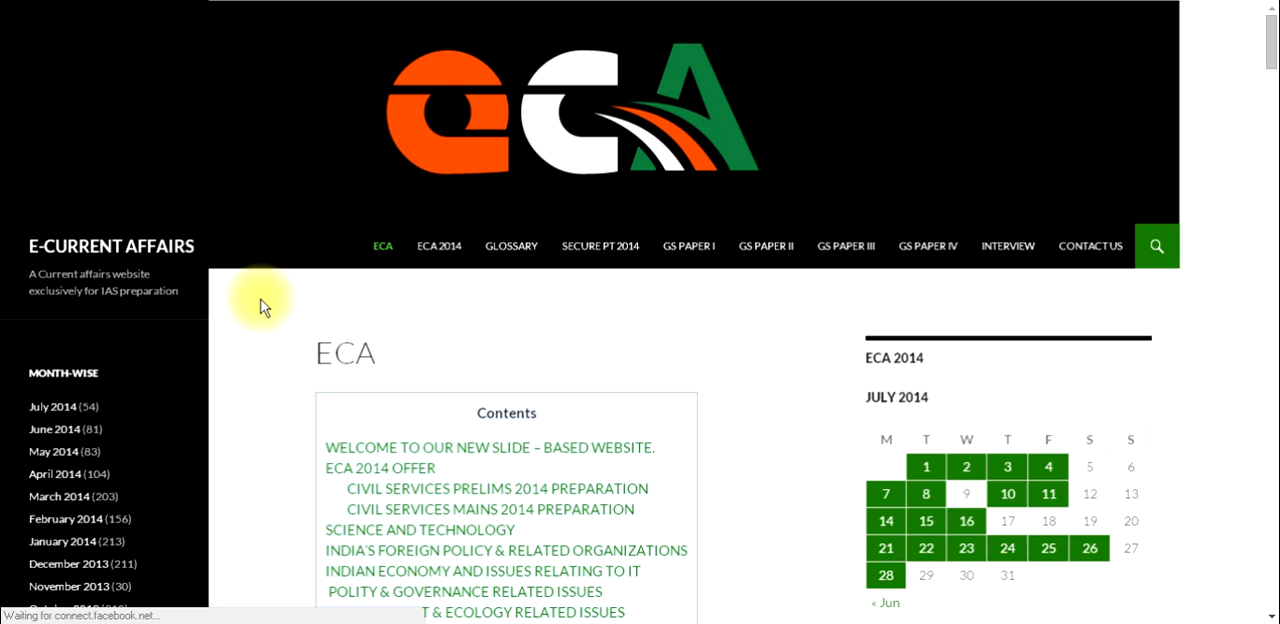 eCA
E-CURRENT AFFAIRS
A Current affairs website
exclusively for IAS preparation
ECA ECA 2014 GLOSSARY SECURE PT 2014 GS PAPER I GS PAPER II GS PAPER III GS PAPER IV INTERVIEW CONTACT US
MONTH-WISE
July 2014 (54)
June 2014 (81)
May 2014 (83)
April 2014 (104)
March 2014 (203)
February 2014 (156)
January 2014 (213)
December 2013 (211)
November 2013 (30)
Waiting for connect.facebook.net...
ECA
Contents
WELCOME TO OUR NEW SLIDE – BASED WEBSITE.
ECA 2014 OFFER
CIVIL SERVICES PRELIMS 2014 PREPARATION
CIVIL SERVICES MAINS 2014 PREPARATION
SCIENCE AND TECHNOLOGY
INDIA'S FOREIGN POLICY & RELATED ORGANIZATIONS
INDIAN ECONOMY AND ISSUES RELATING TO IT
POLITY & GOVERNANCE RELATED ISSUES
T & ECOLOGY RELATED ISSUES
ECA 2014
JULY 2014
M T W T F S S
1 2 3 4 5 6
7 8 9 10 11 12 13
14 15 16 17 18 19 20
21 22 23 24 25 26 27
28 29 30 31
« Jun